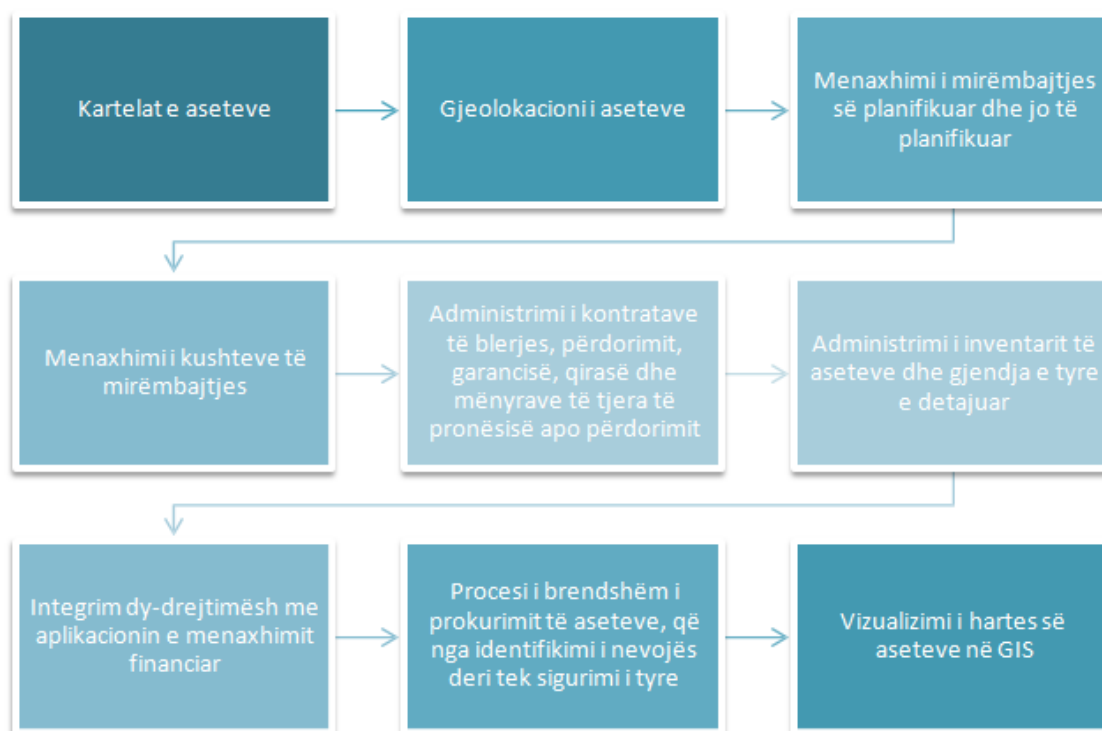 Kartelat e aseteve
Gjeolokacioni i aseteve
Menaxhimi i mirëmbajtjes
së planifikuar dhe jo të
planifikuar
Menaxhimi i kushteve të
mirëmbajtjes
Administrimi i kontratave
të blerjes, përdorimit,
garancisë, qirasë dhe
mënyrave të tjera të
pronësisë apo përdorimit
Administrimi i inventarit të
aseteve dhe gjendja e tyre
e detajuar
Integrim dy-drejtimësh me
aplikacionin e menaxhimit
financiar
Procesi i brendshëm i
prokurimit të aseteve, që
nga identifikimi i nevojës
deri tek sigurimi i tyre
Vizualizimi i hartes së
aseteve në GIS